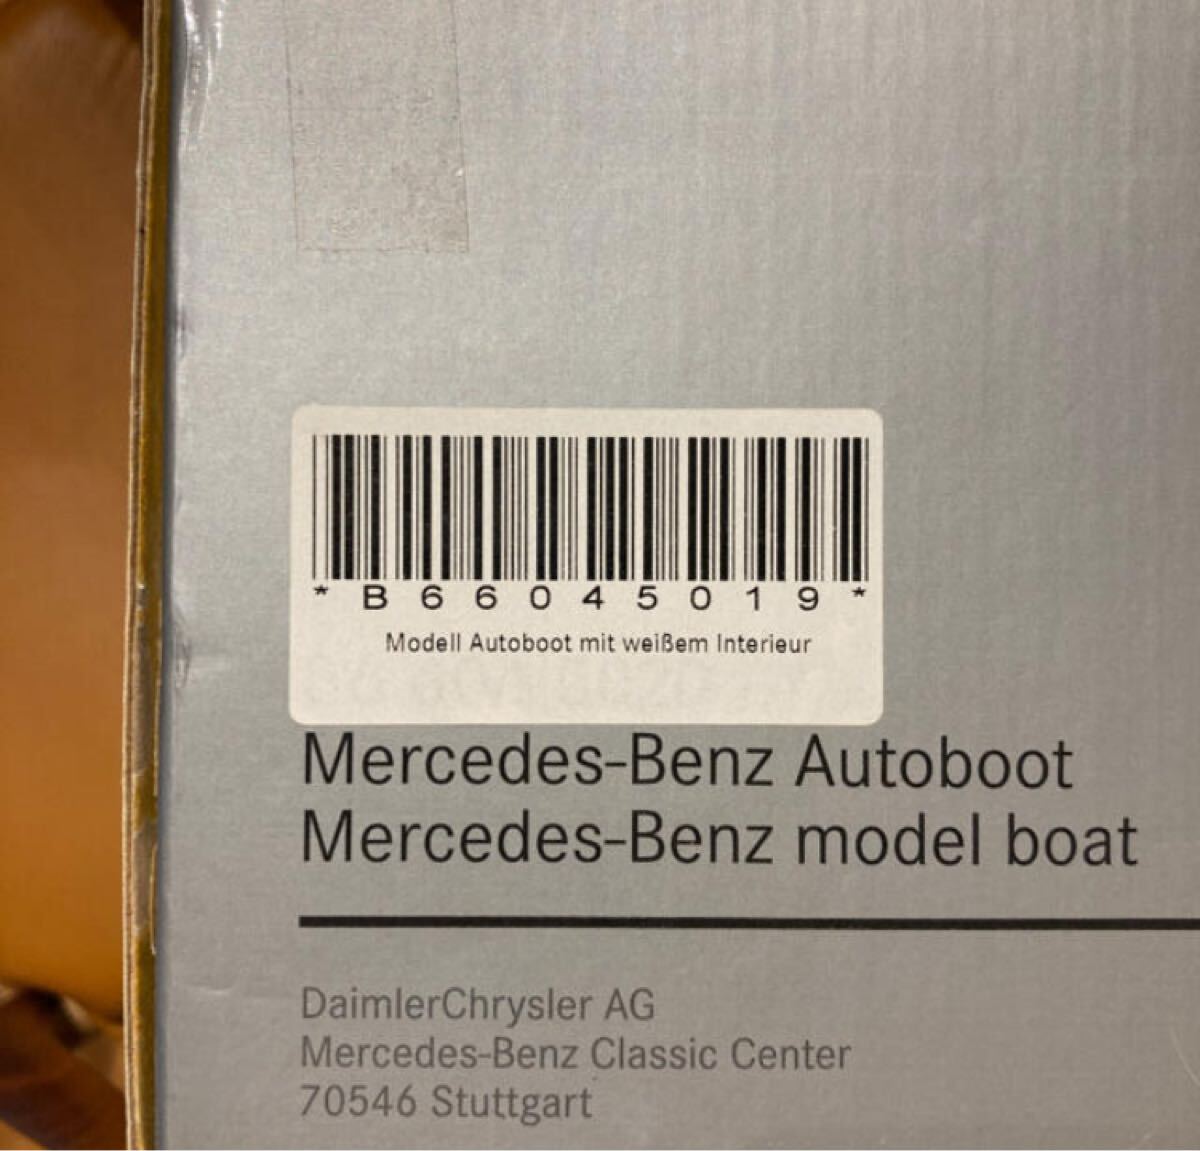 *B66045019*
Modell Autoboot mit weißem Interieur
Mercedes-Benz Autoboot
Mercedes-Benz model boat
DaimlerChrysler AG
Mercedes-Benz Classic Center
70546 Stuttgart